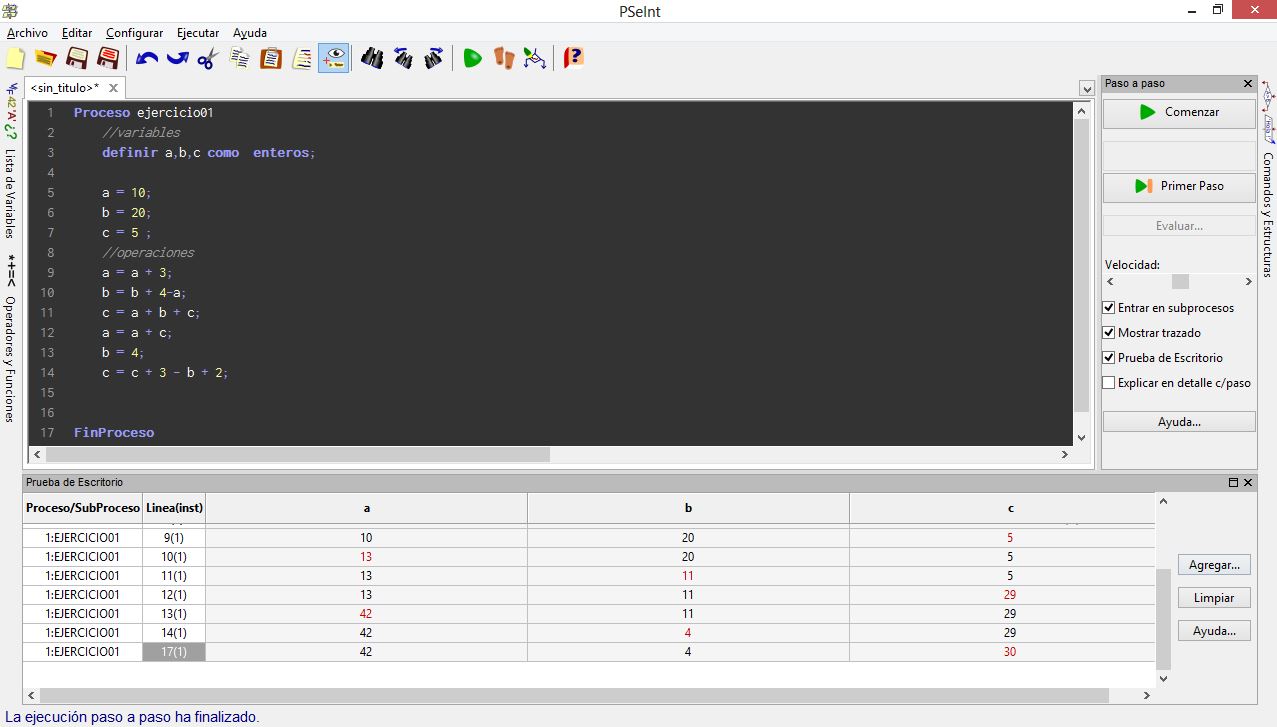 PSeInt
Archivo Editar Configurar Ejecutar Ayuda
<sin_titulo>*
Lista de Variables
*+=<
Operadores y Funciones
1 Proceso ejercicio01
2 //variables
3 definir a,b,c como enteros;
4
5 a = 10;
6 b = 20;
7 c = 5 ;
8 //operaciones
9 a = a + 3;
10 b = b + 4-a;
11 c = a + b + c;
12 a = a + c;
13 b = 4;
14 c = c + 3 - b + 2;
15
16
17 FinProceso
Paso a paso
Comenzar
Primer Paso
Evaluar...
Velocidad:
Entrar en subprocesos
Mostrar trazado
Prueba de Escritorio
Explicar en detalle c/paso
Ayuda...
Comandos y Estructuras
Prueba de Escritorio
Proceso/SubProceso Linea(inst) a b c
1:EJERCICIO01 9(1) 10 20 5
1:EJERCICIO01 10(1) 13 20 5
1:EJERCICIO01 11(1) 13 11 5
1:EJERCICIO01 12(1) 13 11 29
1:EJERCICIO01 13(1) 42 11 29
1:EJERCICIO01 14(1) 42 4 29
1:EJERCICIO01 17(1) 42 4 30
Agregar...
Limpiar
Ayuda...
La ejecución paso a paso ha finalizado.